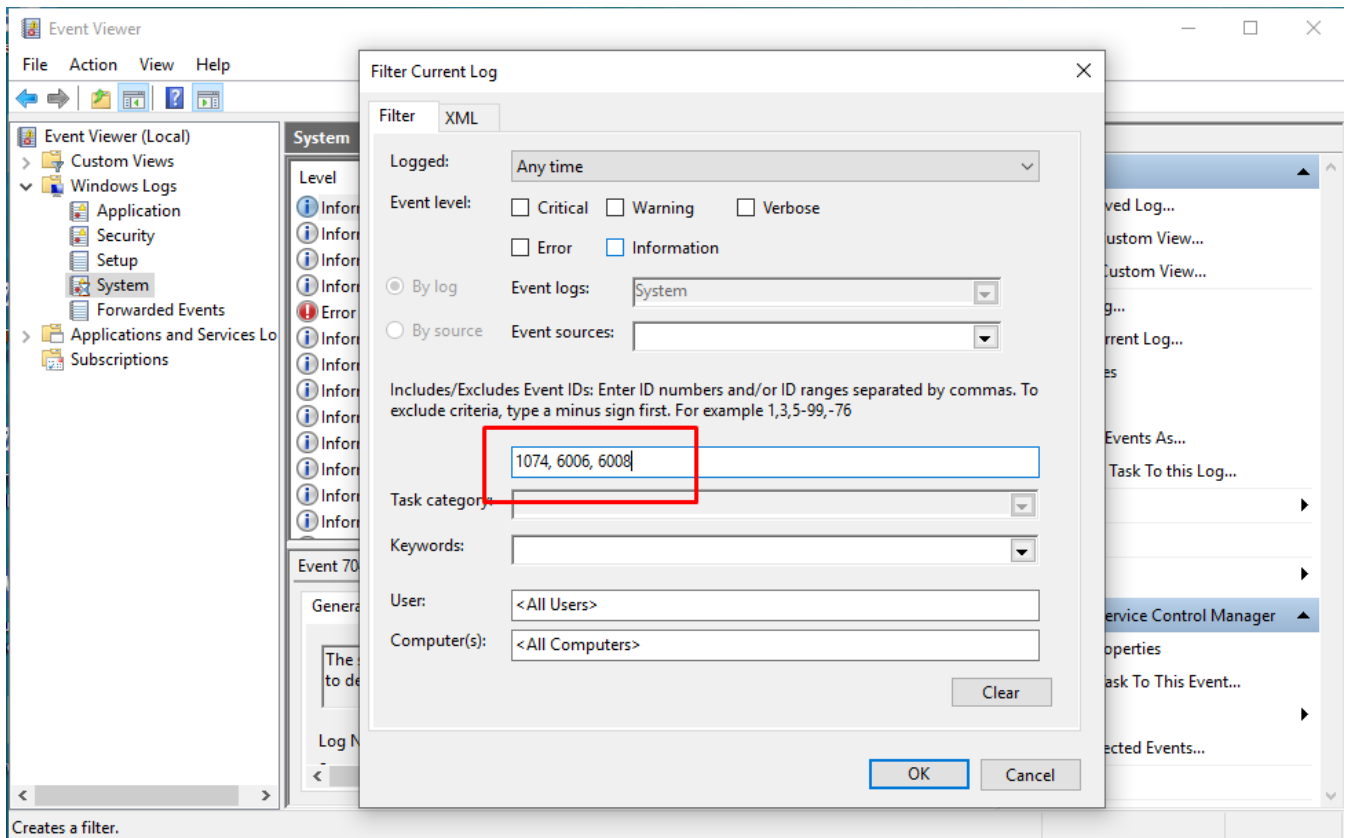 Event Viewer
File Action View Help
Event Viewer (Local)
Custom Views
Windows Logs
Application
Security
Setup
System
Forwarded Events
Applications and Services Lo
Subscriptions
System
Level
Infor
Infor
Infor
Infor
Error
Infor
Infor
Infor
Infor
Infor
Infor
Infor
Infor
Event 70
Genera
The s
to de
Log N
Filter Current Log
Filter XML
Logged: Any time
Event level: Critical Warning Verbose
Error Information
By log Event logs: System
By source Event sources:
Includes/Excludes Event IDs: Enter ID numbers and/or ID ranges separated by commas. To
exclude criteria, type a minus sign first. For example 1,3,5-99,-76
1074, 6006, 6008
Task category:
Keywords:
User: <All Users>
Computer(s): <All Computers>
Clear
OK Cancel
ved Log...
ustom View...
Custom View...
g...
rrent Log...
es
Events As...
Task To this Log...
ervice Control Manager
operties
ask To This Event...
ected Events...
Creates a filter.